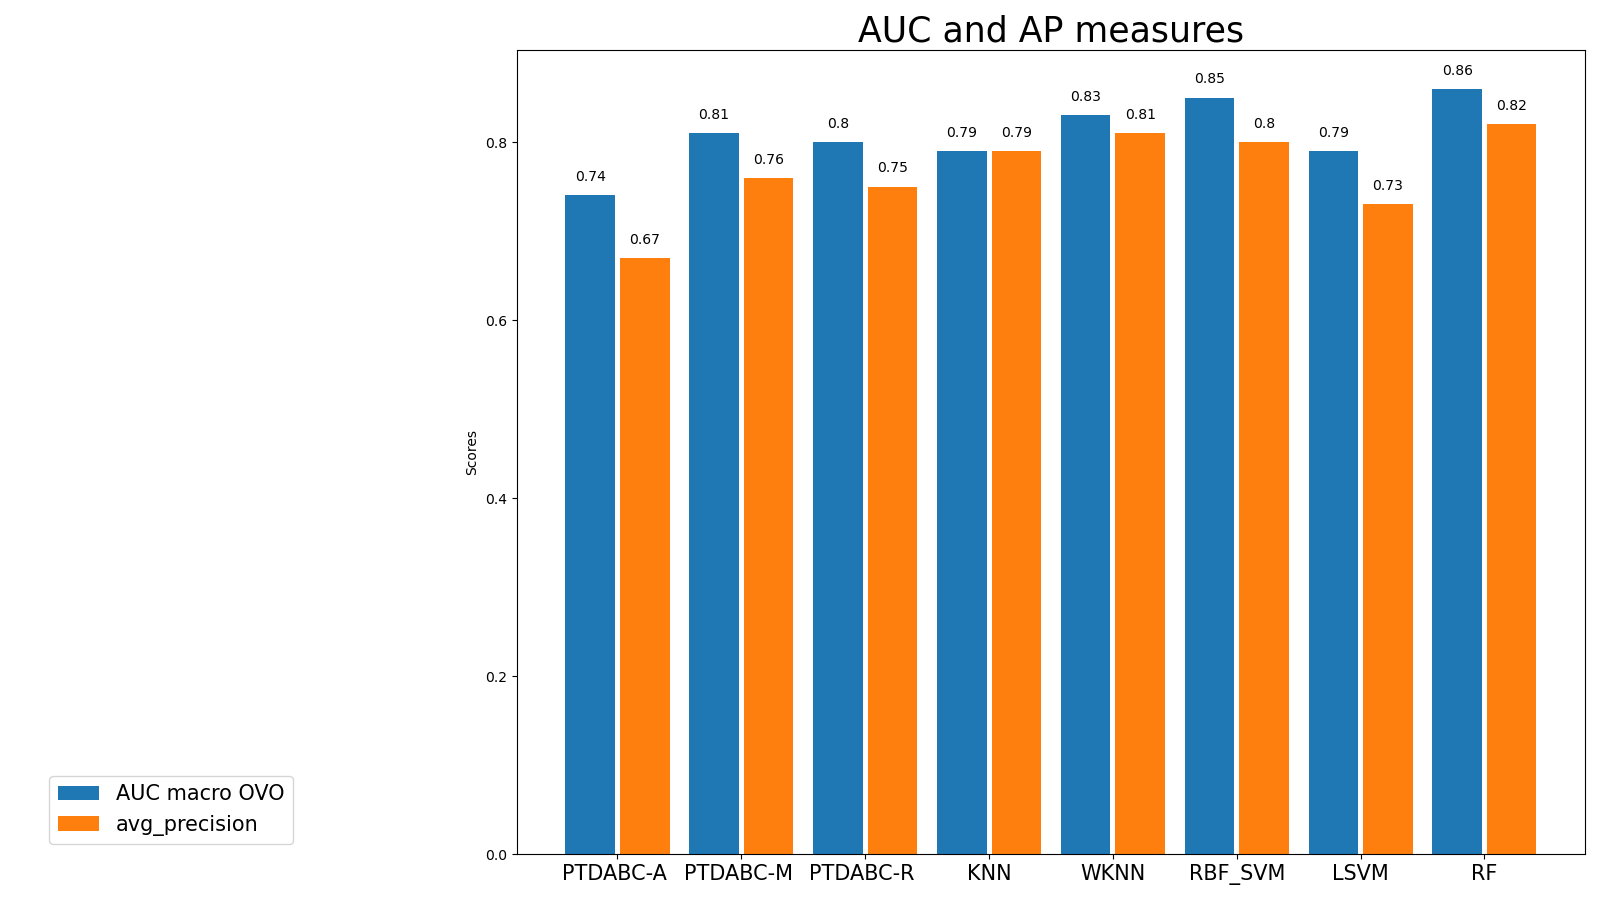 AUC and AP measures
0.74 0.67 0.81 0.76 0.8 0.75 0.79 0.79 0.83 0.81 0.85 0.8 0.79 0.73 0.86 0.82
0.8
0.6
0.4
0.2
0.0
Scores
PTDABC-A PTDABC-M PTDABC-R KNN WKNN RBF_SVM LSVM RF
AUC macro OVO
avg_precision